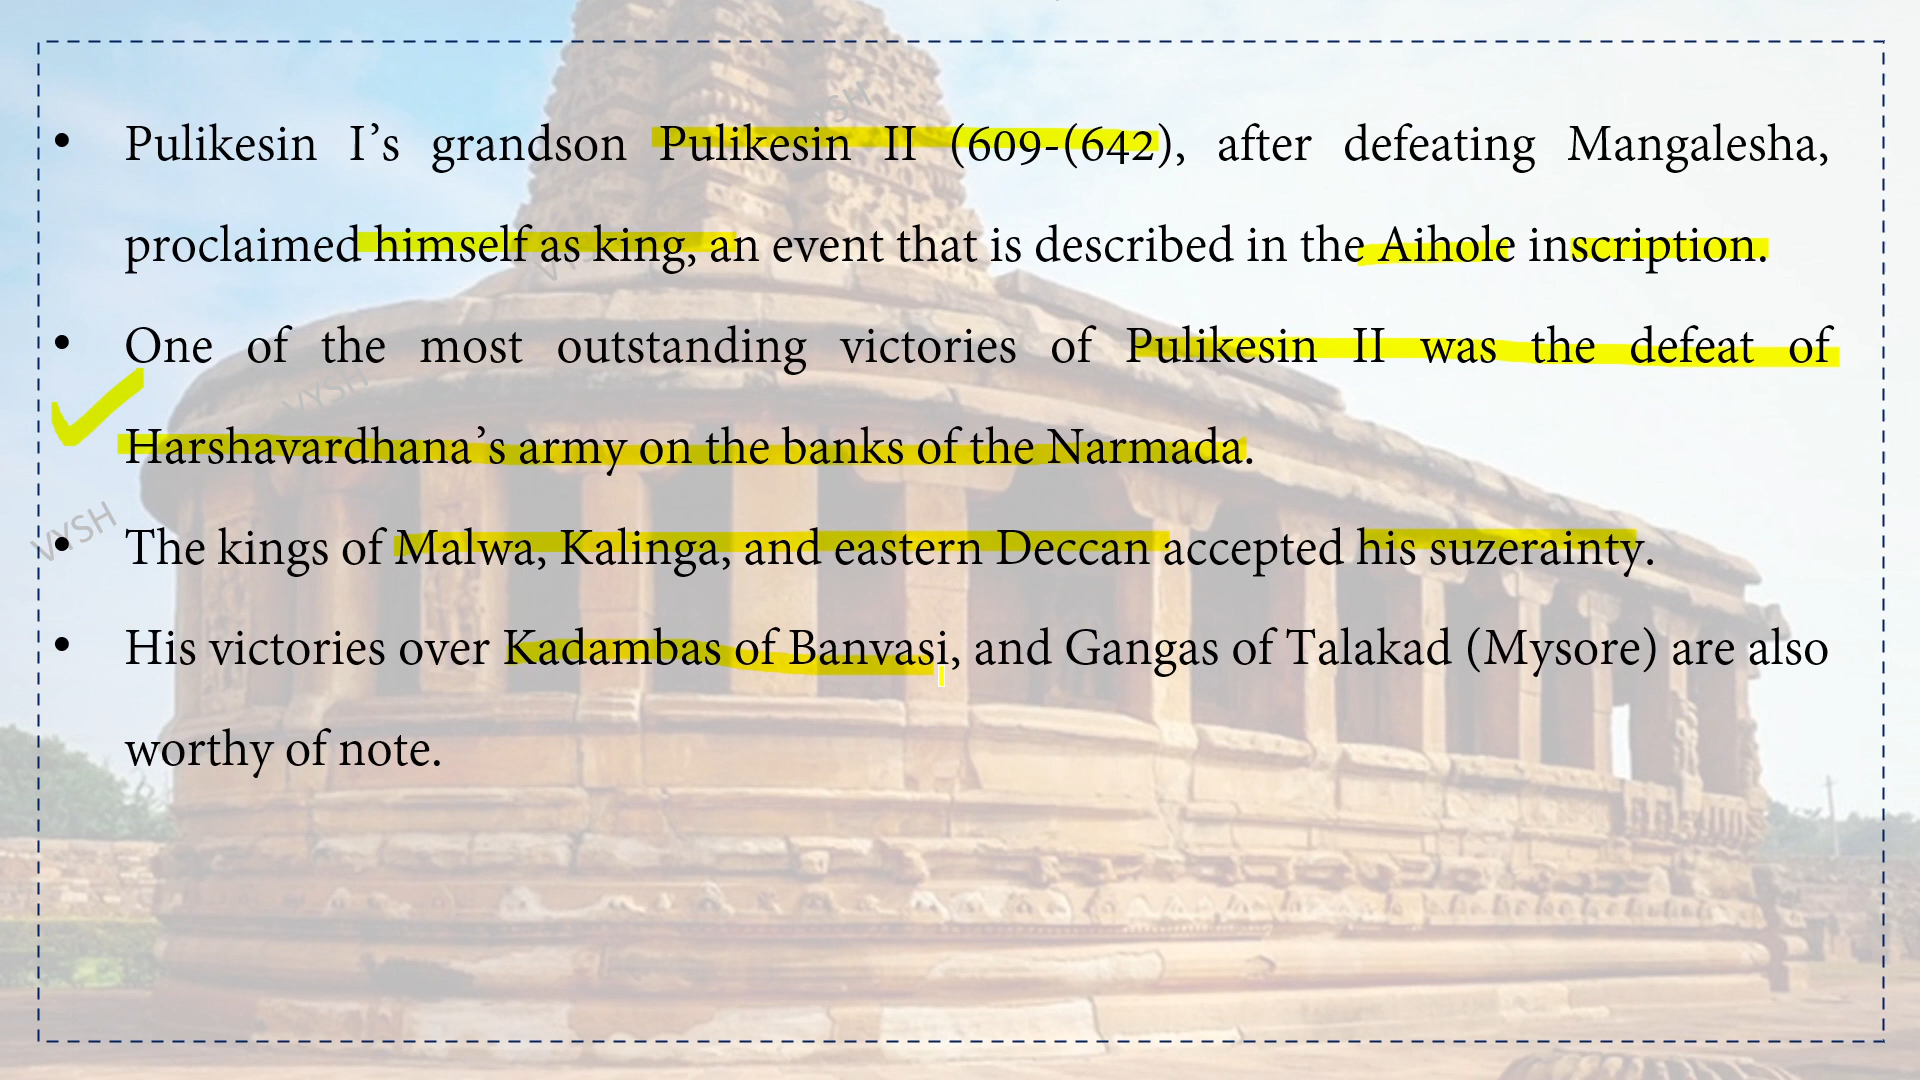 • Pulikesin I’s grandson Pulikesin II (609-(642), after defeating Mangalesha,
proclaimed himself as king, an event that is described in the Aihole inscription.
• One of the most outstanding victories of Pulikesin II was the defeat of
Harshavardhana’s army on the banks of the Narmada.
• The kings of Malwa, Kalinga, and eastern Deccan accepted his suzerainty.
• His victories over Kadambas of Banvasi, and Gangas of Talakad (Mysore) are also
worthy of note.
VYSH
VYSH